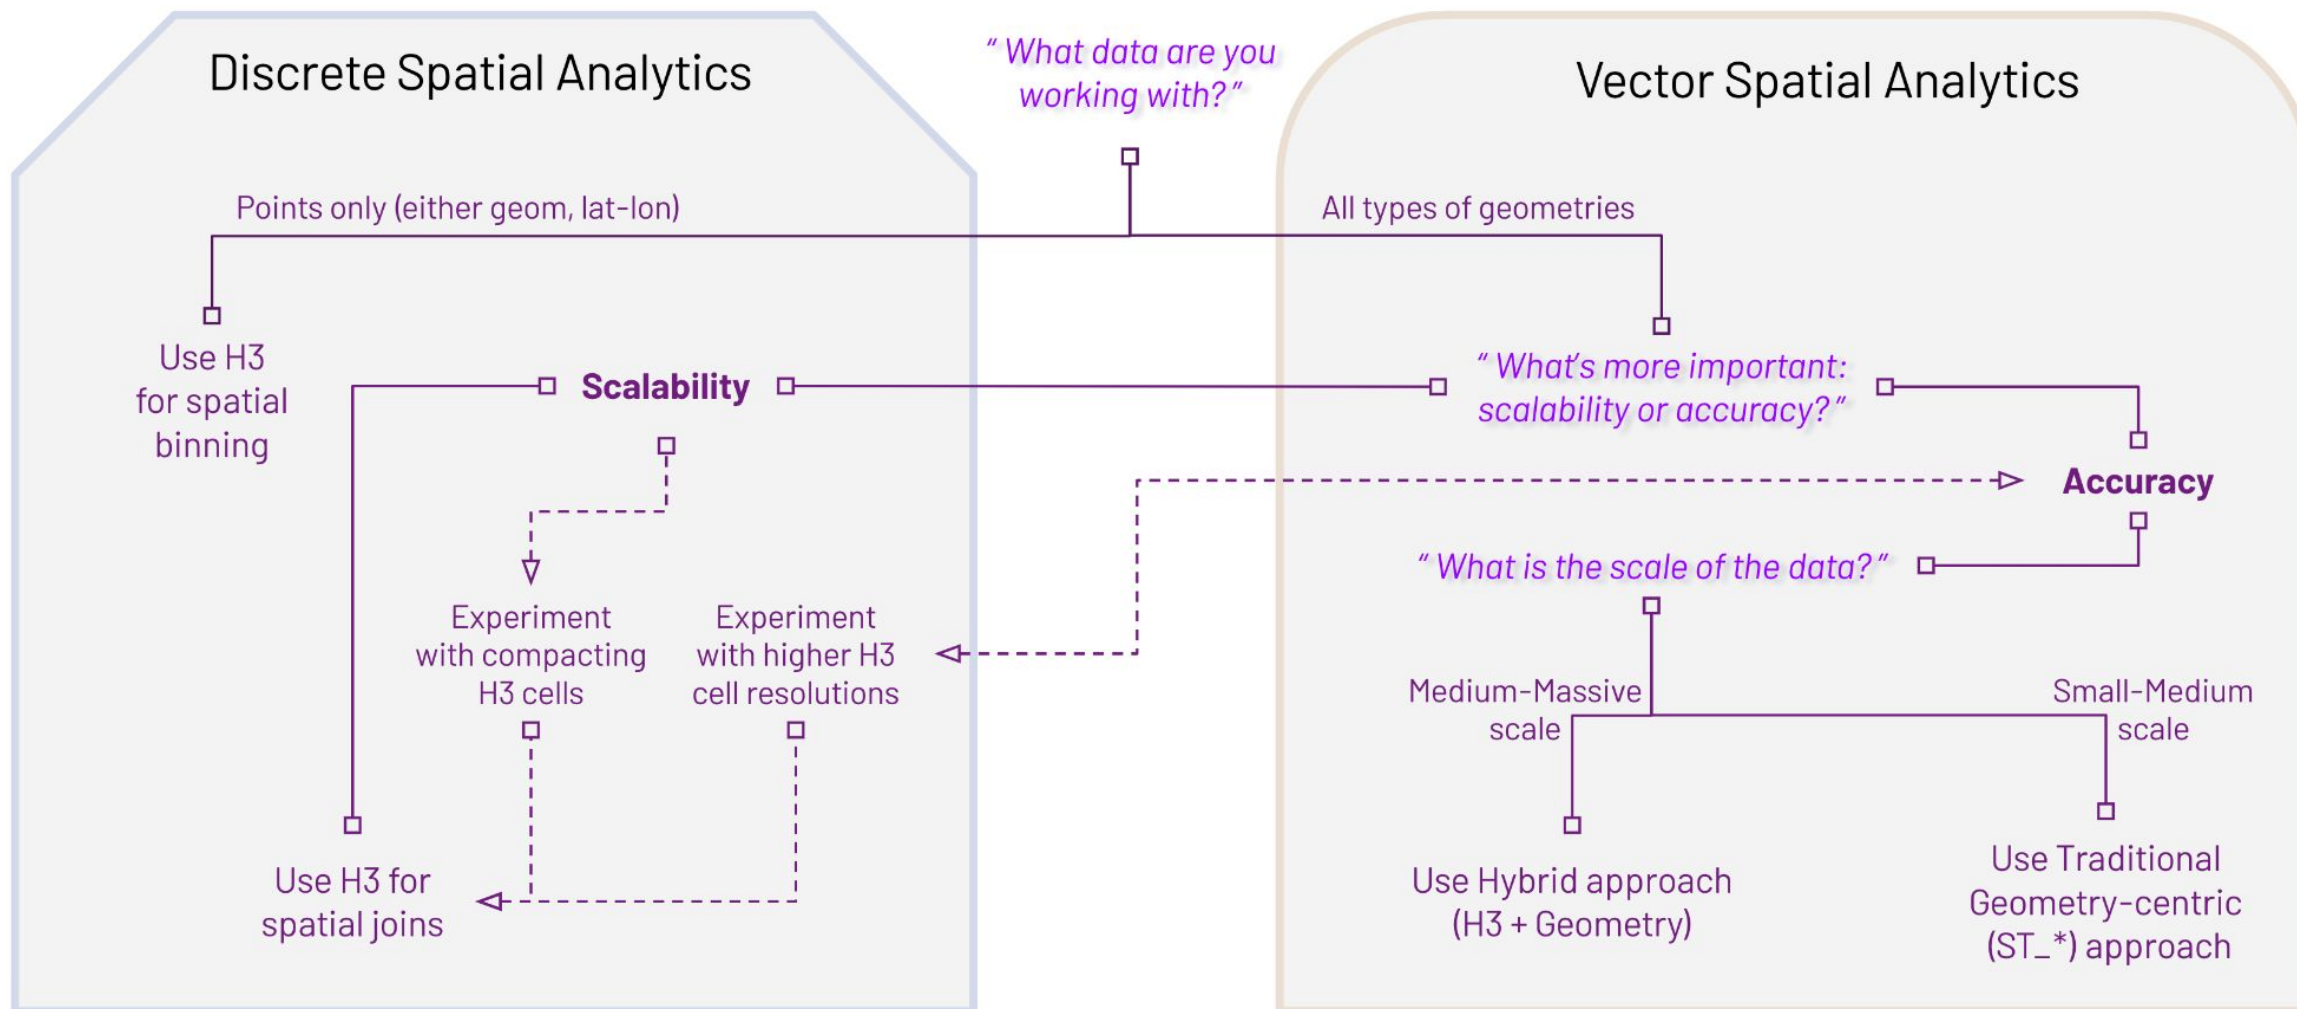 Discrete Spatial Analytics
“What data are you
working with?”
Vector Spatial Analytics
Points only (either geom, lat-lon)
All types of geometries
Use H3
for spatial
binning
Scalability
“What's more important:
scalability or accuracy?”
Accuracy
“What is the scale of the data?”
Experiment
with compacting
H3 cells
Experiment
with higher H3
cell resolutions
Medium-Massive
scale
Small-Medium
scale
Use H3 for
spatial joins
Use Hybrid approach
(H3 + Geometry)
Use Traditional
Geometry-centric
(ST_*) approach